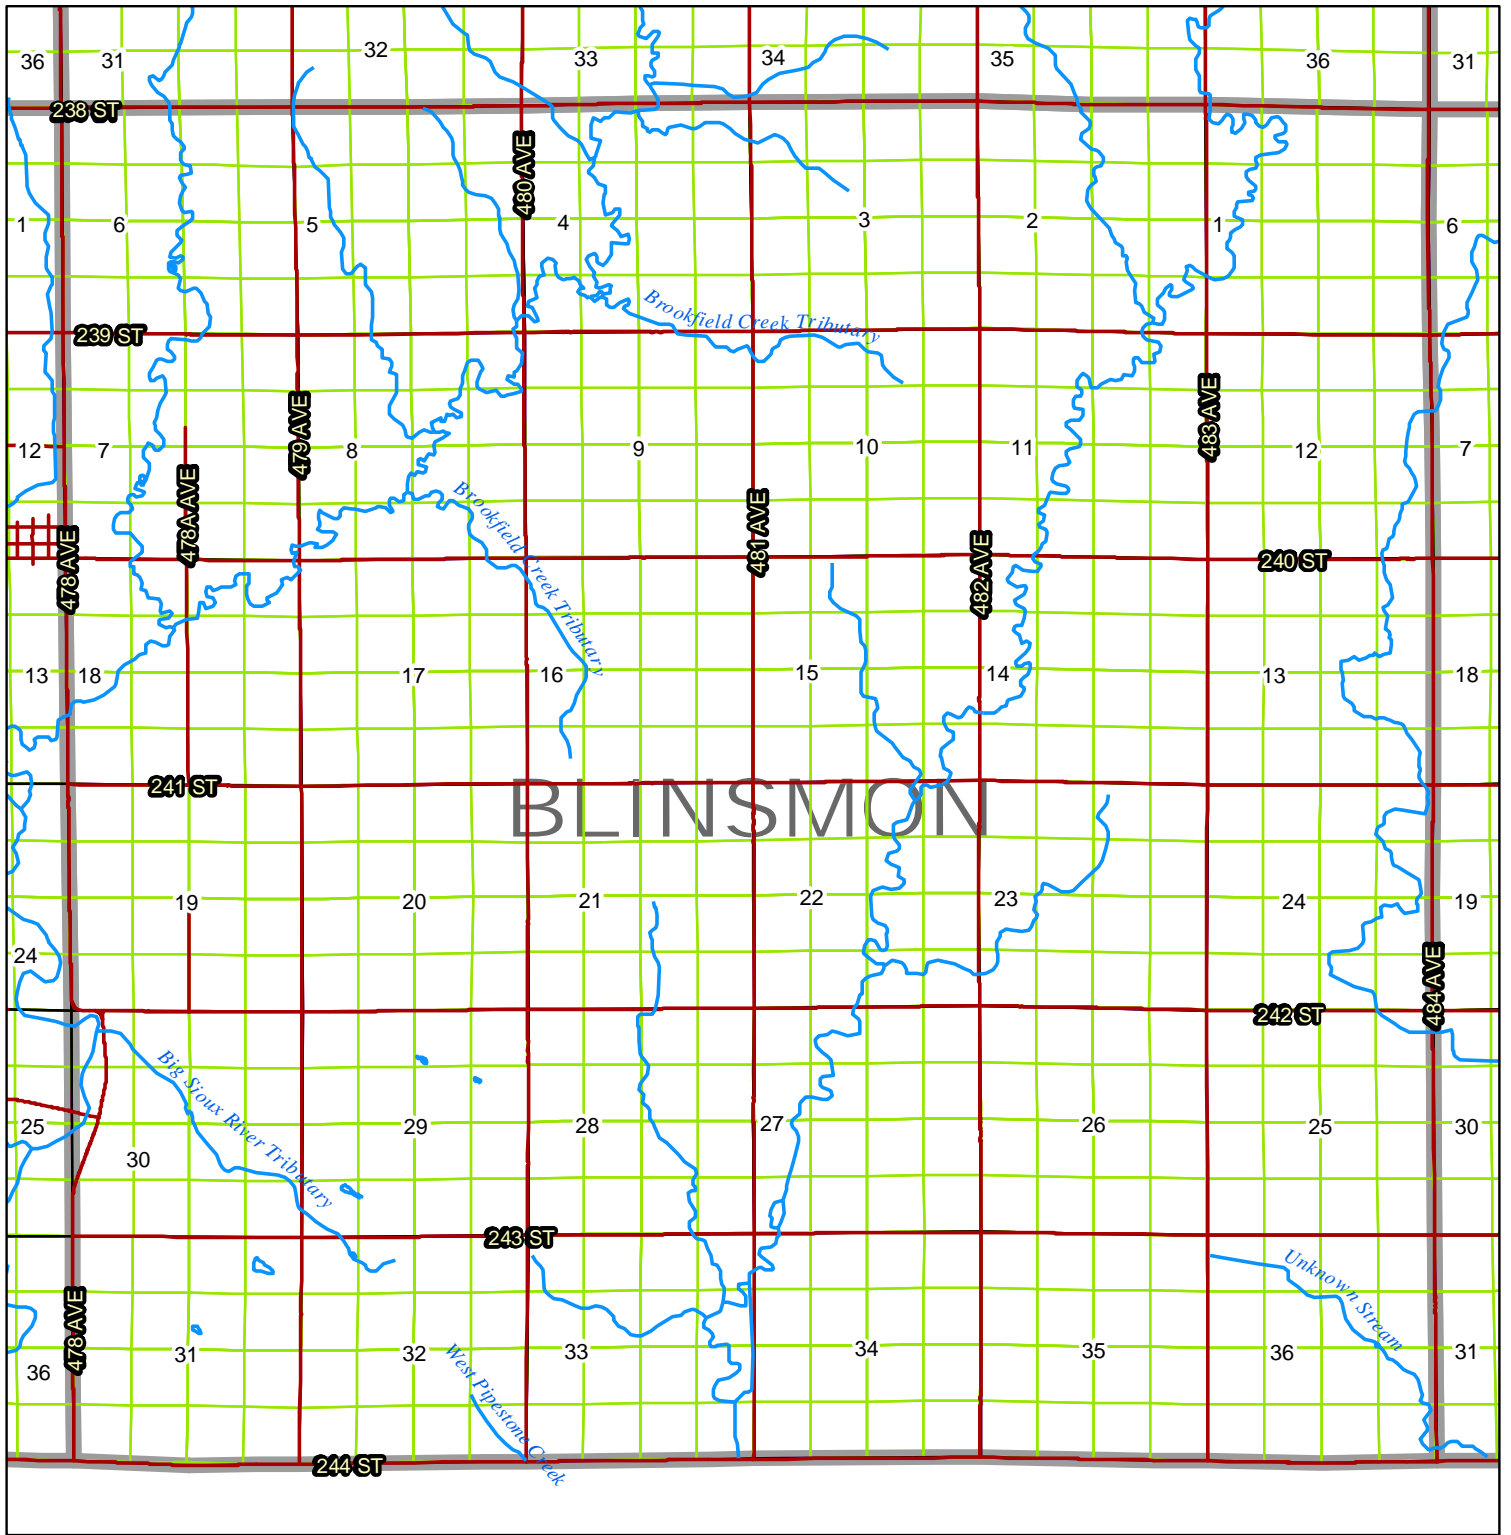 36 31 32 33 34 35 36 31
238 ST
480 AVE
1 6 5 4 3 2 1 6
239 ST
Brookfield Creek Tributary
479 AVE
483 AVE
12 7 8 9 10 11 12 7
478A AVE
478 AVE
Brookfield Creek Tributary
481 AVE
482 AVE
240 ST
13 18 17 16 15 14 13 18
241 ST
BLINSMON
19 20 21 22 23 24 19
24
484 AVE
242 ST
Big Sioux River Tributary
25 30 29 28 27 26 25 30
243 ST
Unknown Stream
478 AVE
36 31 32 33 34 35 36 31
West Pipestone Creek
244 ST